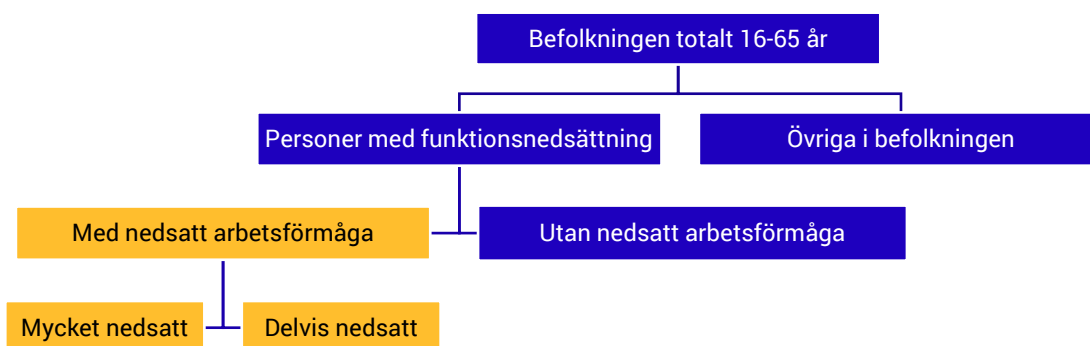 Befolkningen totalt 16-65 år
Personer med funktionsnedsättning
Övriga i befolkningen
Med nedsatt arbetsförmåga
Utan nedsatt arbetsförmåga
Mycket nedsatt
Delvis nedsatt